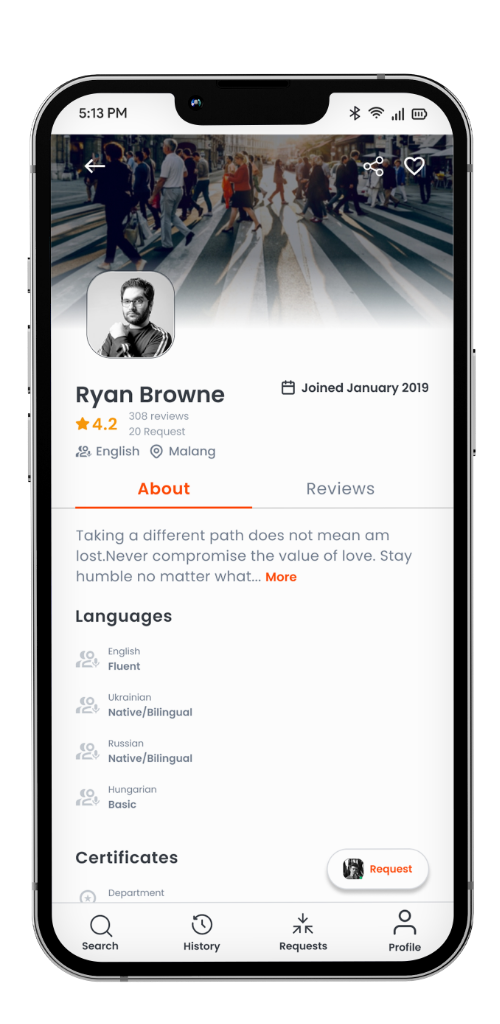 5:13 PM
Ryan Browne
Joined January 2019
4.2
308 reviews
20 Request
English
Malang
About
Reviews
Taking a different path does not mean am
lost.Never compromise the value of love. Stay
humble no matter what... More
Languages
English
Fluent
Ukrainian
Native/Bilingual
Russian
Native/Bilingual
Hungarian
Basic
Certificates
Request
Department
Search
History
Requests
Profile